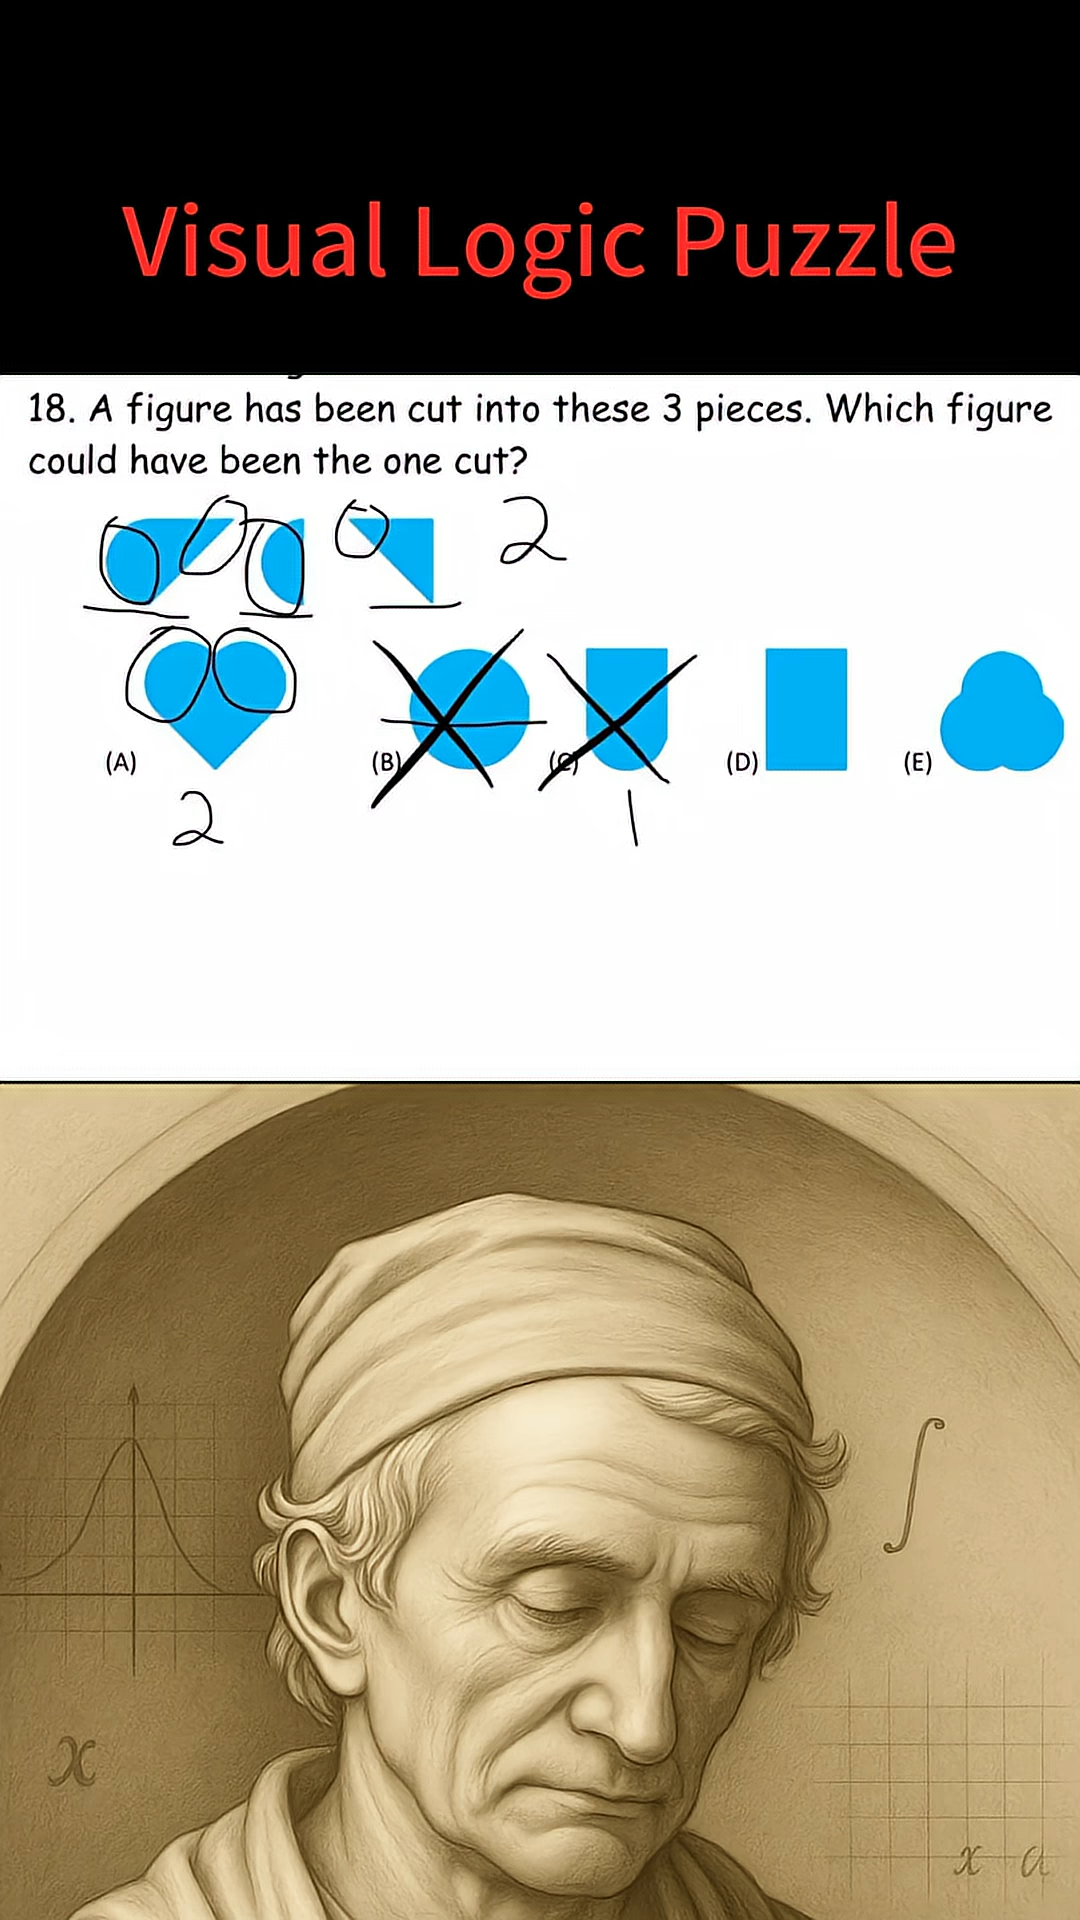 Visual Logic Puzzle
18. A figure has been cut into these 3 pieces. Which figure
could have been the one cut?
2
(A)
(B)
(C)
(D)
(E)
2
1
∫
x
x a